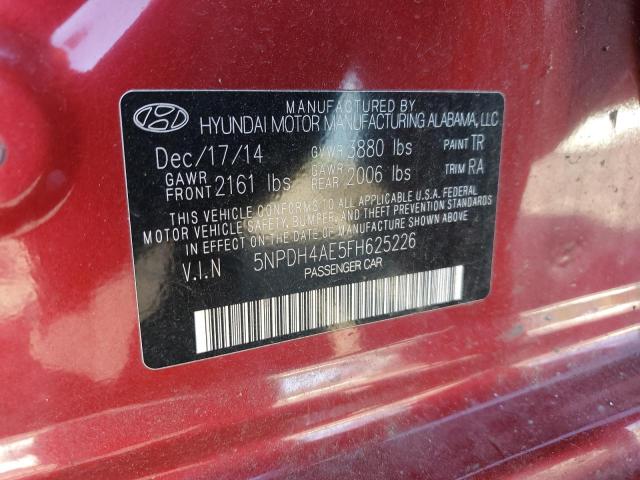 MANUFACTURED BY
HYUNDAI MOTOR MANUFACTURING ALABAMA, LLC
Dec/17/14 GVWR 3880 lbs PAINT TR
GAWR FRONT 2161 lbs GAWR REAR 2006 lbs TRIM RA
THIS VEHICLE CONFORMS TO ALL APPLICABLE U.S.A. FEDERAL
MOTOR VEHICLE SAFETY, BUMPER, AND THEFT PREVENTION
STANDARDS IN EFFECT ON THE DATE OF MANUFACTURE SHOWN ABOVE
V.I.N 5NPDH4AE5FH625226
PASSENGER CAR